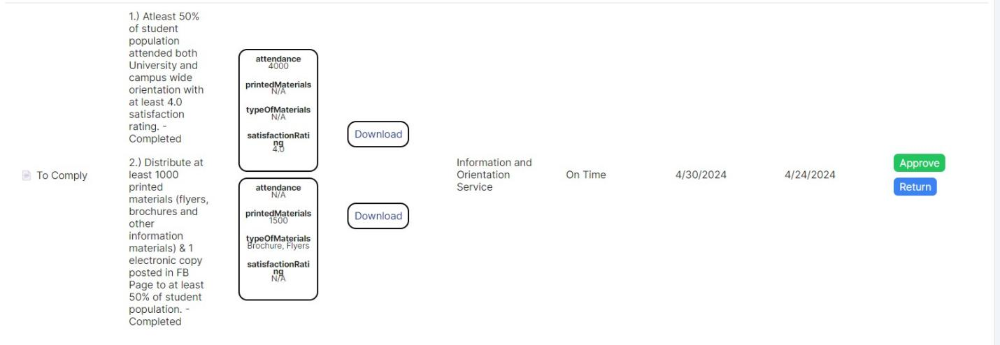 To Comply
1.) Atleast 50%
of student
population
attended both
University and
campus wide
orientation with
at least 4.0
satisfaction
rating. -
Completed
2.) Distribute at
least 1000
printed
materials (flyers,
brochures and
other
information
materials) & 1
electronic copy
posted in FB
Page to at least
50% of student
population. -
Completed
attendance
4000
printedMaterials
N/A
typeOfMaterials
N/A
satisfactionRati
ng
4.0
attendance
N/A
printedMaterials
1500
typeOfMaterials
Brochure, Flyers
satisfactionRati
ng
N/A
Download
Download
Information and
Orientation
Service
On Time
4/30/2024
4/24/2024
Approve
Return